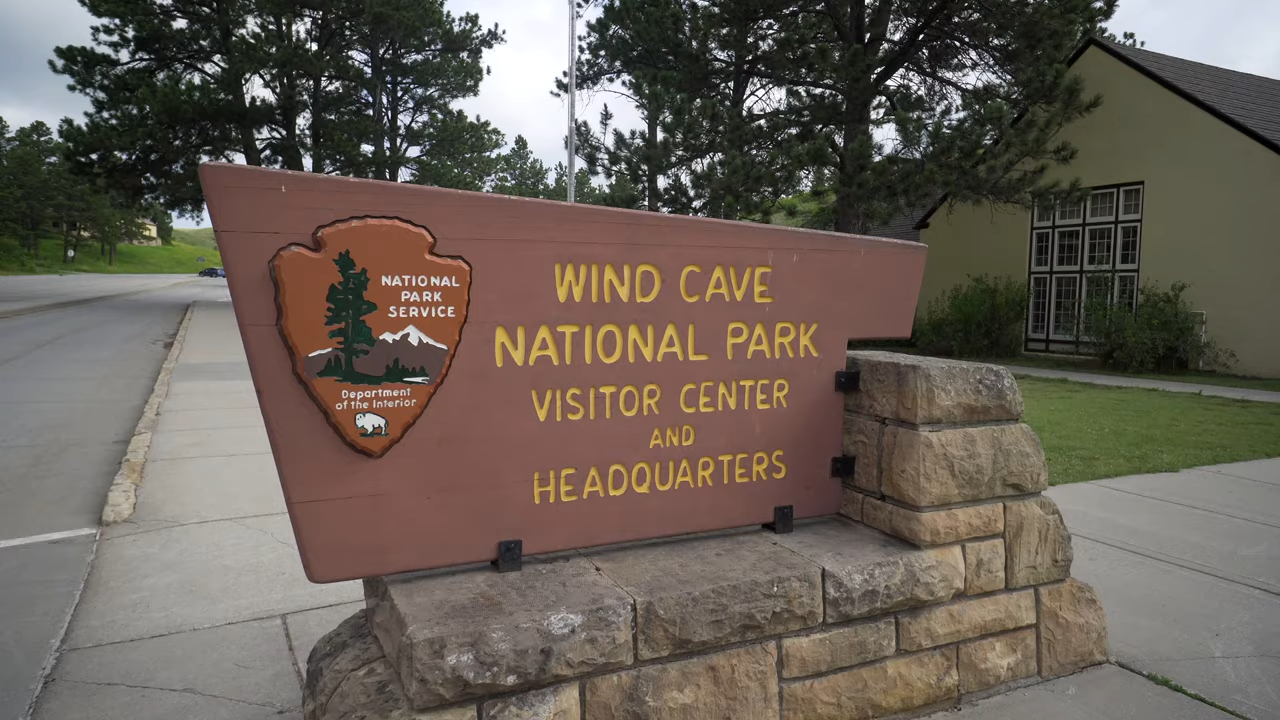 NATIONAL
PARK
SERVICE
Department
of the Interior
WIND CAVE
NATIONAL PARK
VISITOR CENTER
AND
HEADQUARTERS